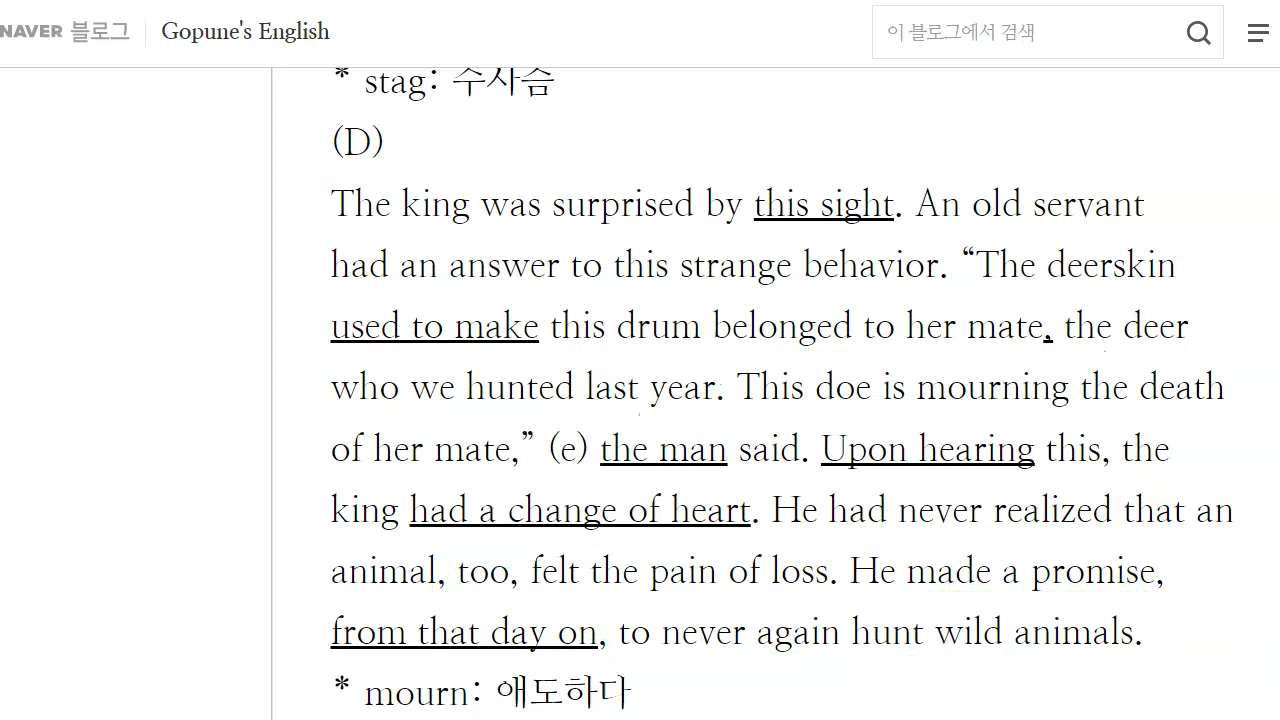 NAVER 블로그
Gopune's English
이 블로그에서 검색
* stag: 수사슴
(D)
The king was surprised by this sight. An old servant
had an answer to this strange behavior. “The deerskin
used to make this drum belonged to her mate, the deer
who we hunted last year. This doe is mourning the death
of her mate,” (e) the man said. Upon hearing this, the
king had a change of heart. He had never realized that an
animal, too, felt the pain of loss. He made a promise,
from that day on, to never again hunt wild animals.
* mourn: 애도하다